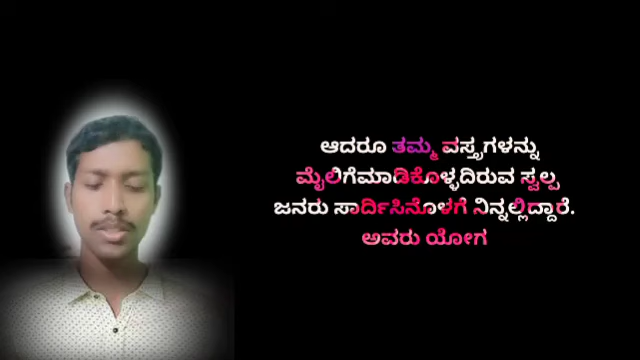 ಆದರೂ ತಮ್ಮ ವಸ್ತ್ರಗಳನ್ನು
ಮೈಲಿಗೆಮಾಡಿಕೊಳ್ಳದಿರುವ ಸ್ವಲ್ಪ
ಜನರು ಸಾರ್ದಿಸಿನೊಳಗೆ ನಿನ್ನಲ್ಲಿದ್ದಾರೆ.
ಅವರು ಯೋಗ